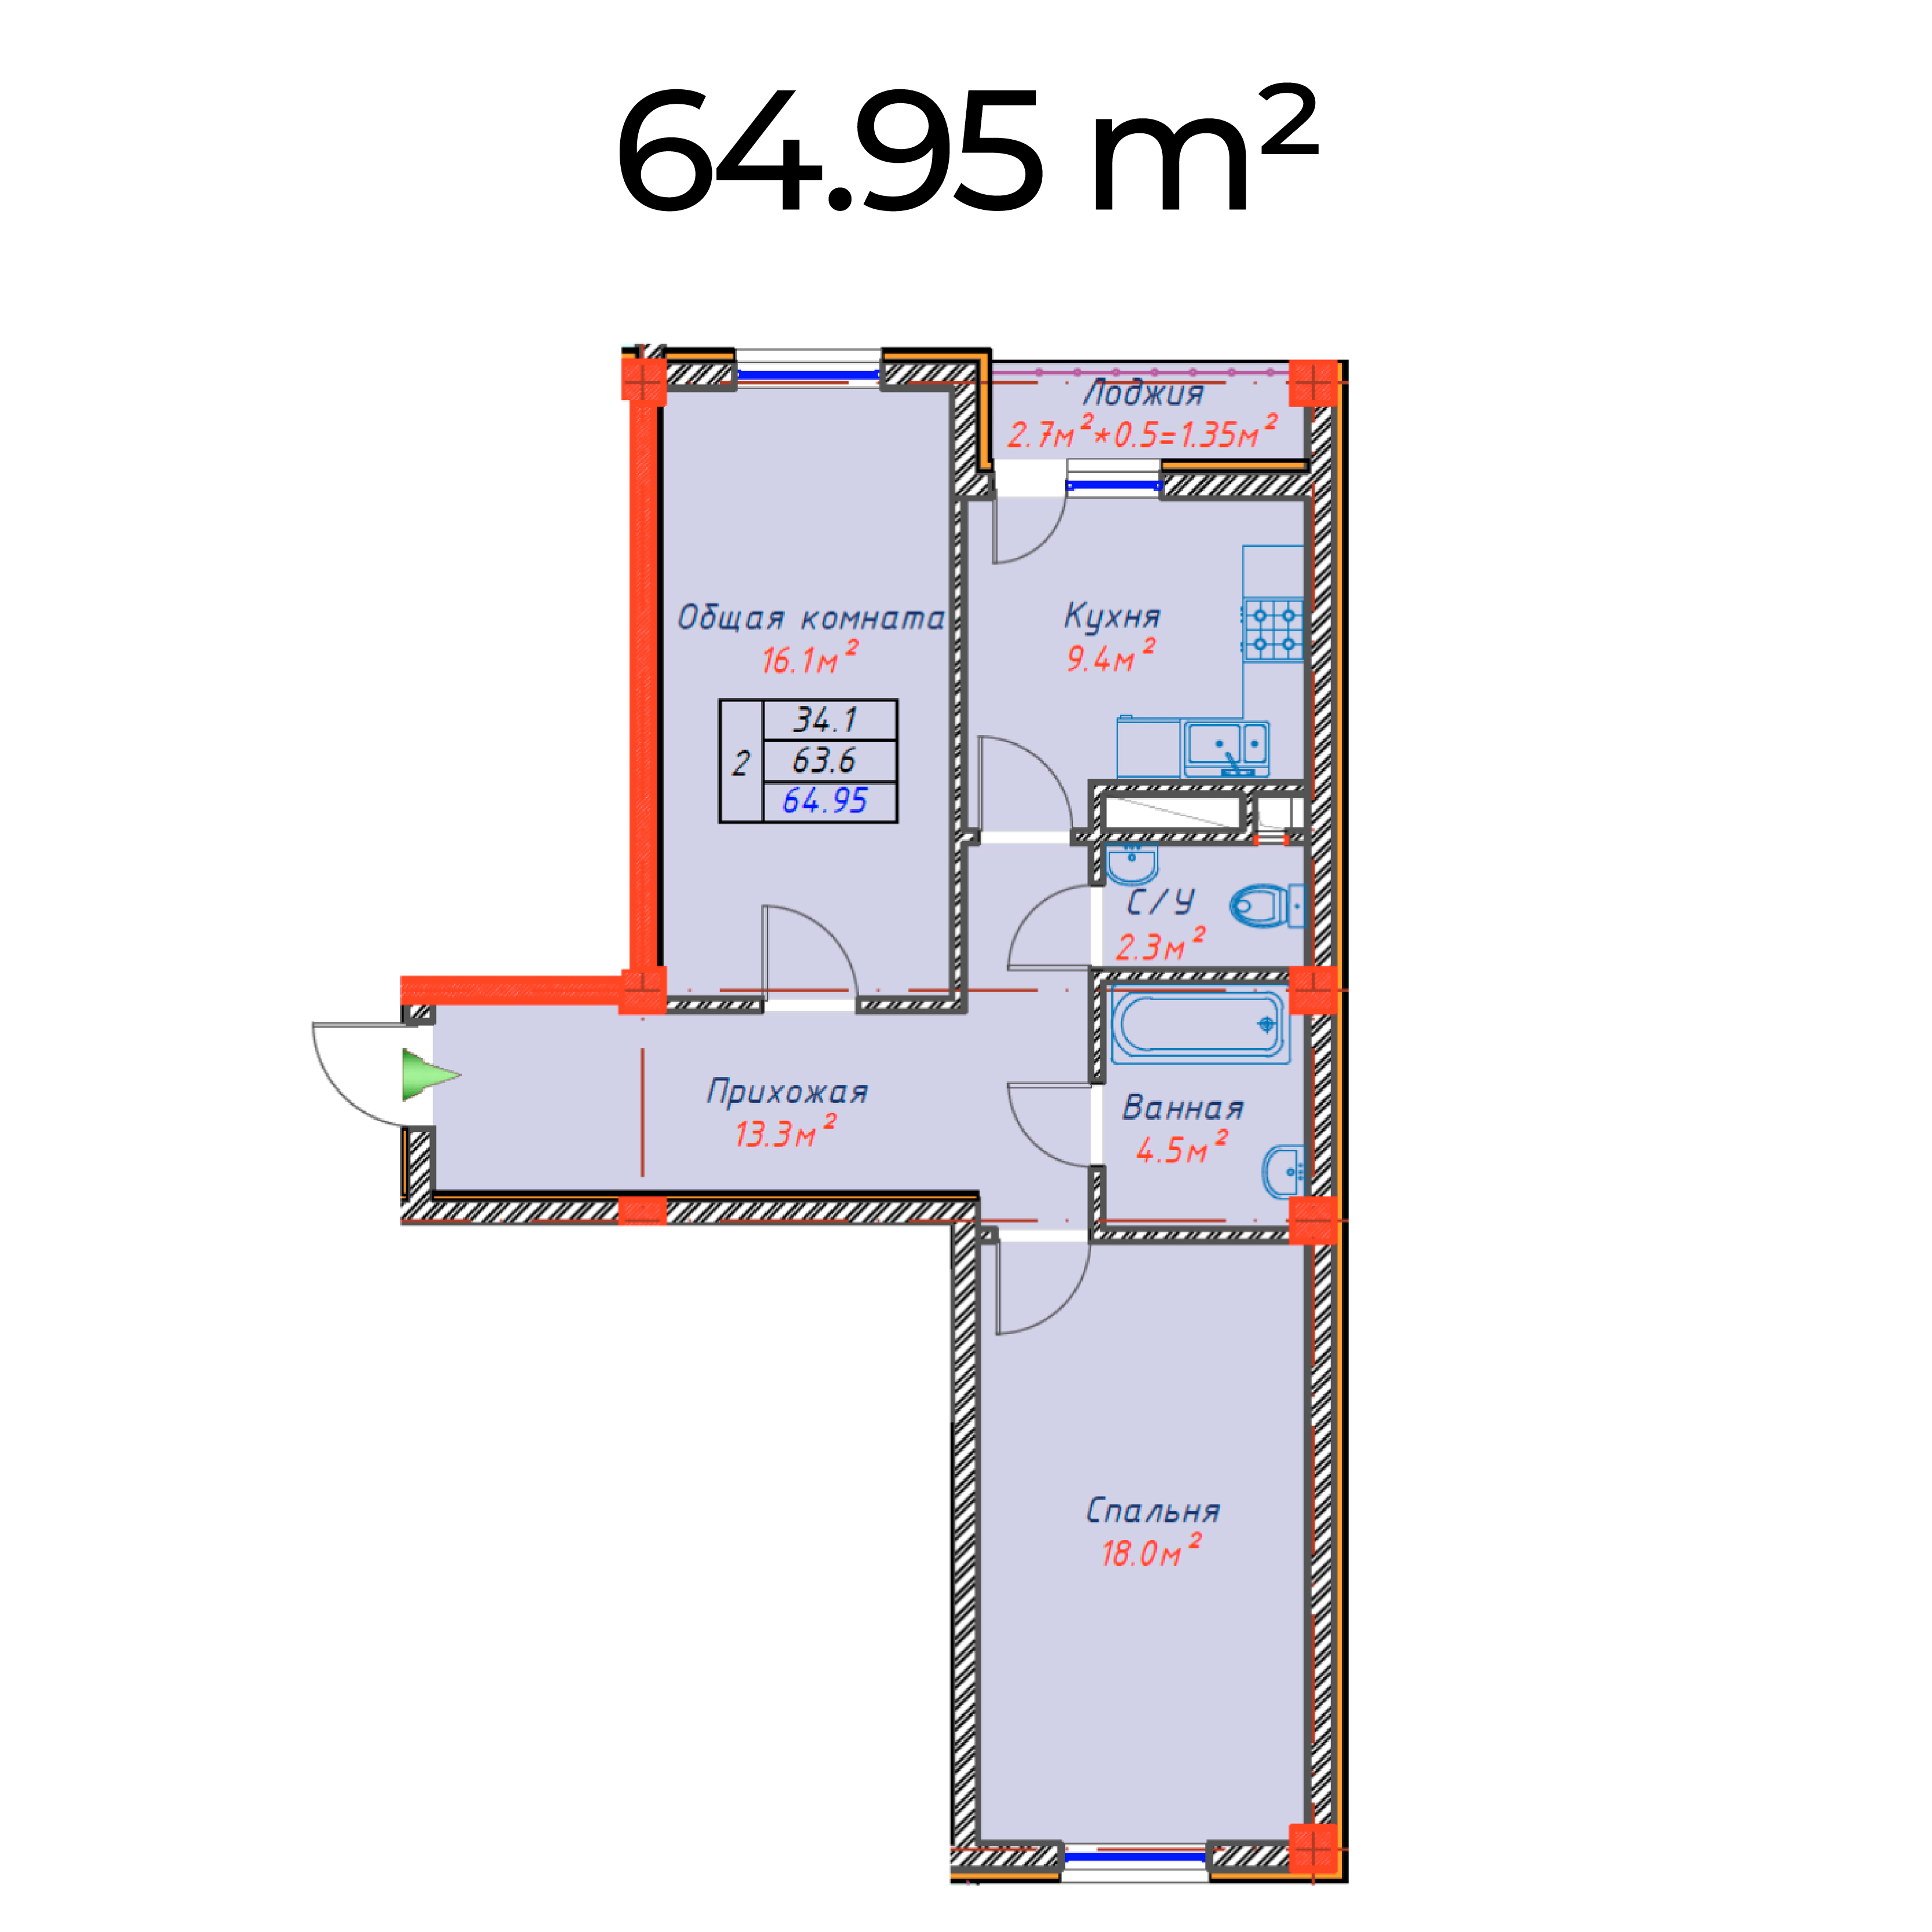 64.95 m²
Лоджия
2.7м²*0.5=1.35м²
Общая комната
16.1м²
Кухня
9.4м²
2
34.1
63.6
64.95
С/У
2.3м²
Прихожая
13.3м²
Ванная
4.5м²
Спальня
18.0м²